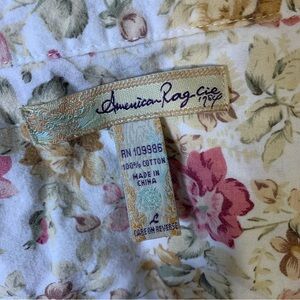 American Rag Cie
RN 109986
100% COTTON
MADE IN
CHINA
L
CARE ON REVERSE